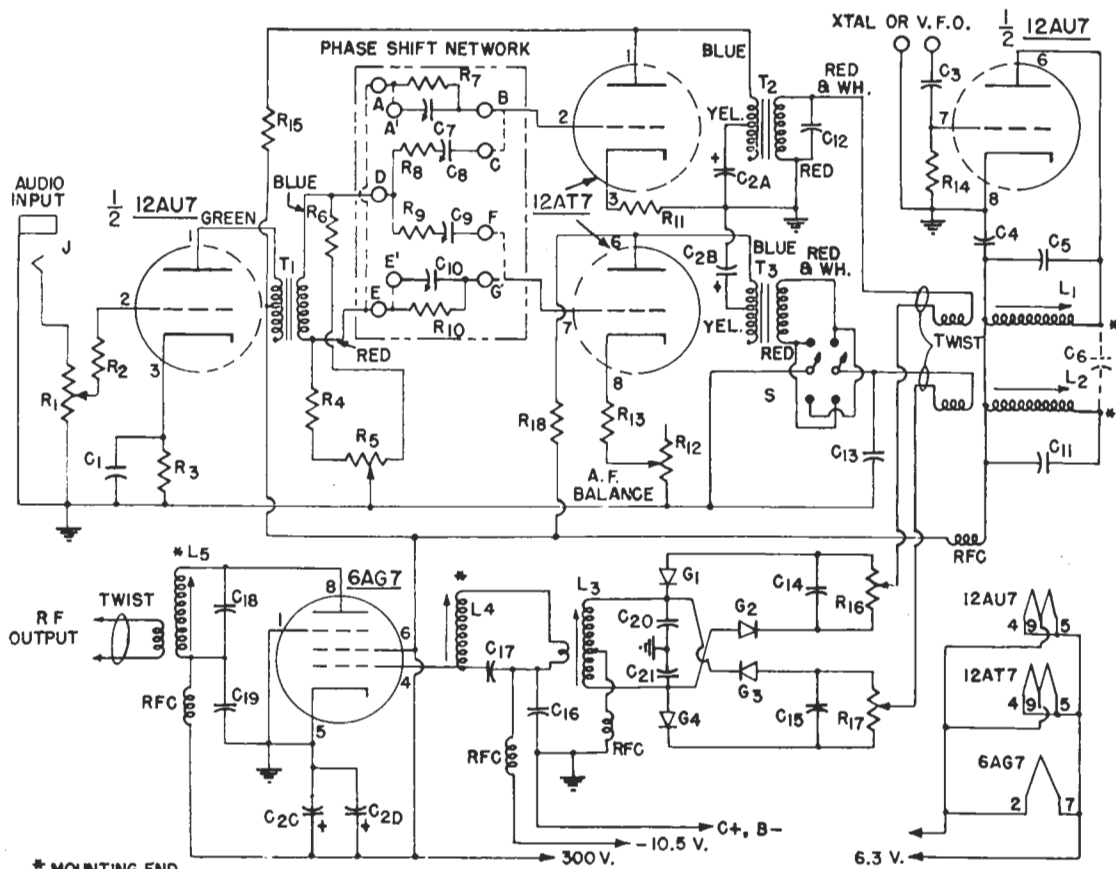 XTAL OR V.F.O.
1/2 12AU7
PHASE SHIFT NETWORK
BLUE
RED & WH.
T2
C3
6
R7
1
A
A'
B
C7
R15
2
YEL.
C12
7
R8
C8
C
R14
AUDIO INPUT
J
1/2 12AU7
BLUE
D
3
R11
C2A
RED
8
GREEN
R6
R9
C9
F
12AT7
C4
C5
1
T1
E'
C10
6
C2B
BLUE
T3
RED & WH.
L1
2
E
G
7
YEL.
TWIST
*
R10
RED
RED
C6
R2
3
8
S
L2
*
R1
R4
R5
R13
R18
R12
C13
C11
C1
R3
A.F. BALANCE
RFC
*L5
8
6AG7
*
L4
L3
G1
C14
R16
12AU7
TWIST
C18
1
6
C20
G2
4
9
5
RF OUTPUT
C17
12AT7
4
C21
G3
C15
R17
4
9
5
RFC
C19
5
C16
G4
RFC
RFC
6AG7
C2C
C2D
2
7
C+, B-
-10.5 V.
300 V.
6.3 V.
* MOUNTING END